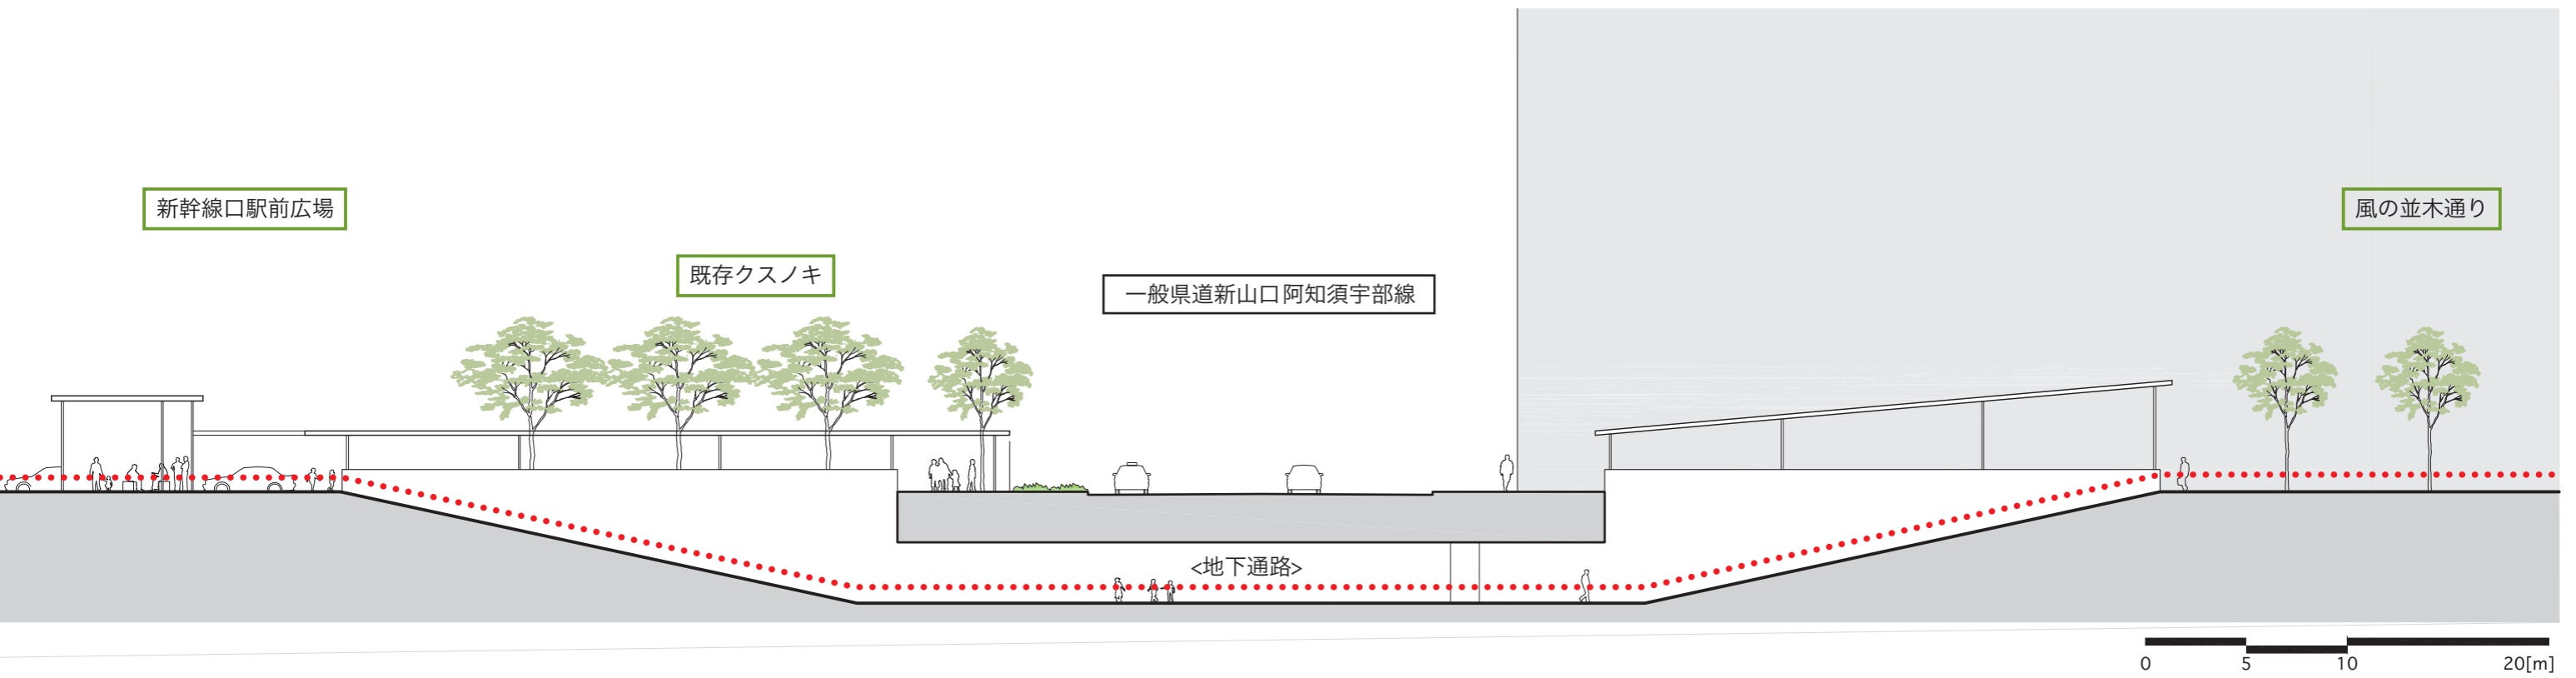 新幹線口駅前広場
風の並木通り
既存クスノキ
一般県道新山口阿知須宇部線
<地下通路>
0 5 10 20[m]